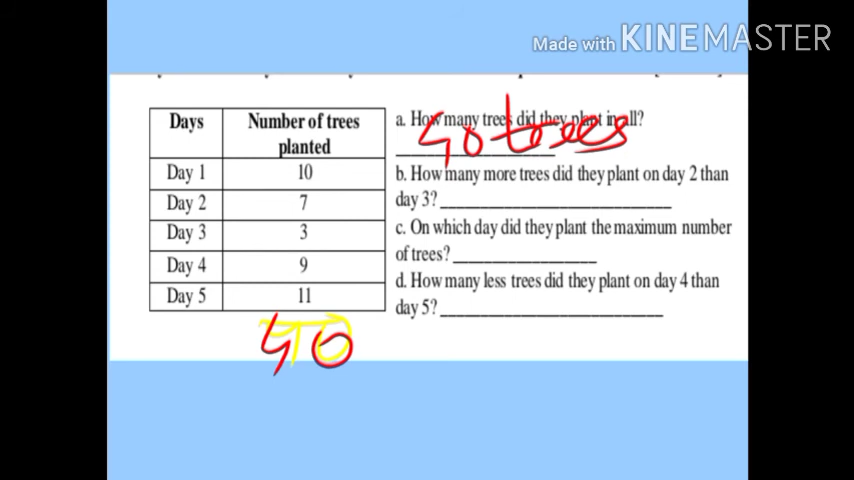 Made with KINEMASTER
Days Number of trees planted
Day 1 10
Day 2 7
Day 3 3
Day 4 9
Day 5 11
40
a. How many trees did they plant in all?
40 trees
b. How many more trees did they plant on day 2 than
day 3?
c. On which day did they plant the maximum number
of trees?
d. How many less trees did they plant on day 4 than
day 5?